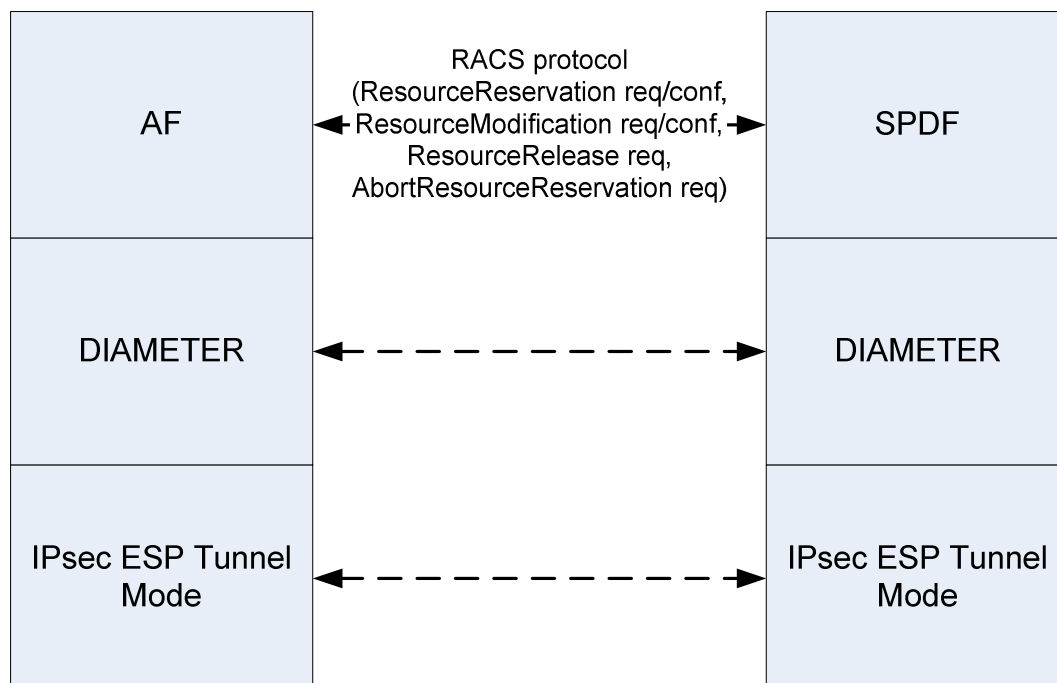 AF
RACS protocol
(ResourceReservation req/conf,
ResourceModification req/conf,
ResourceRelease req,
AbortResourceReservation req)
SPDF
DIAMETER
DIAMETER
IPsec ESP Tunnel
Mode
IPsec ESP Tunnel
Mode